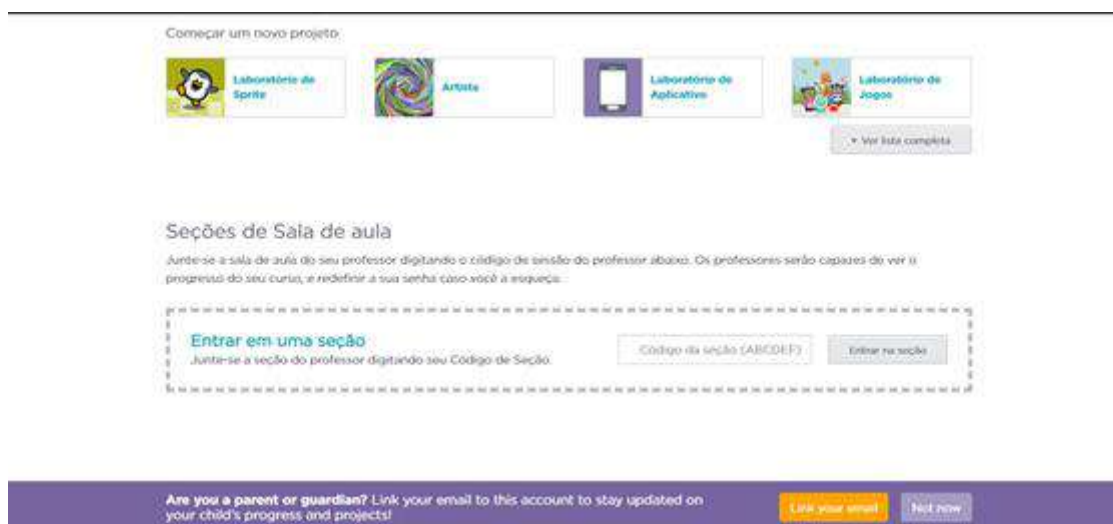 Começar um novo projeto
Laboratório de
Sprite
Artista
Laboratório de
Aplicativo
Laboratório de
Jogos
Ver lista completa
Seções de Sala de aula
Junte-se a sala de aula do seu professor digitando o código de sessão do professor abaixo. Os professores serão capazes de ver o
progresso do seu curso, e redefinir a sua senha caso você a esqueça.
Entrar em uma seção
Junte-se a seção do professor digitando seu Código de Seção.
Código da seção (ABCDEF)
Entrar na seção
Are you a parent or guardian? Link your email to this account to stay updated on
your child's progress and projects!
Link your email
Not now